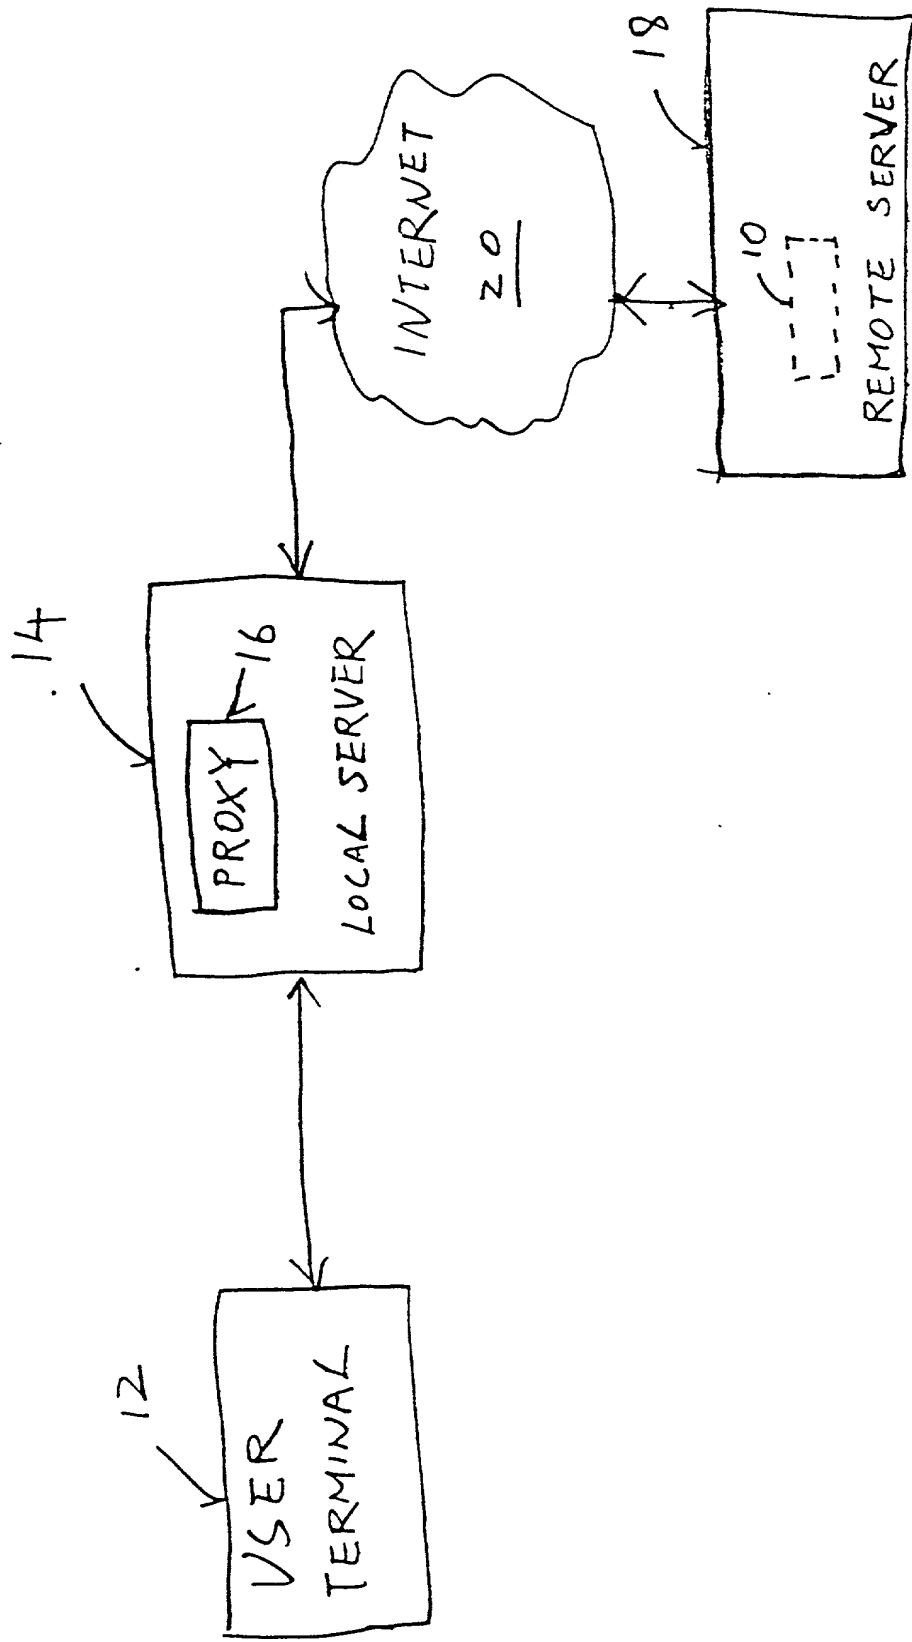 12
USER
TERMINAL
14
PROXY
16
LOCAL SERVER
INTERNET
20
18
10
REMOTE SERVER